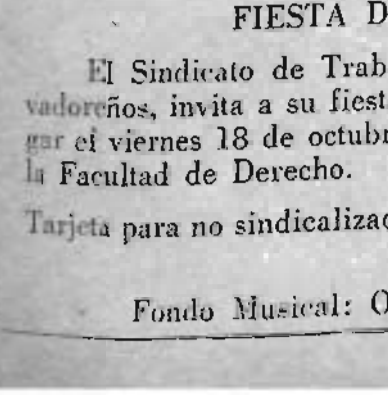 FIESTA D
El Sindicato de Trab
vadoreños, invita a su fiest
gar el viernes 18 de octubr
la Facultad de Derecho.
Tarjeta para no sindicalizad
Fondo Musical: O